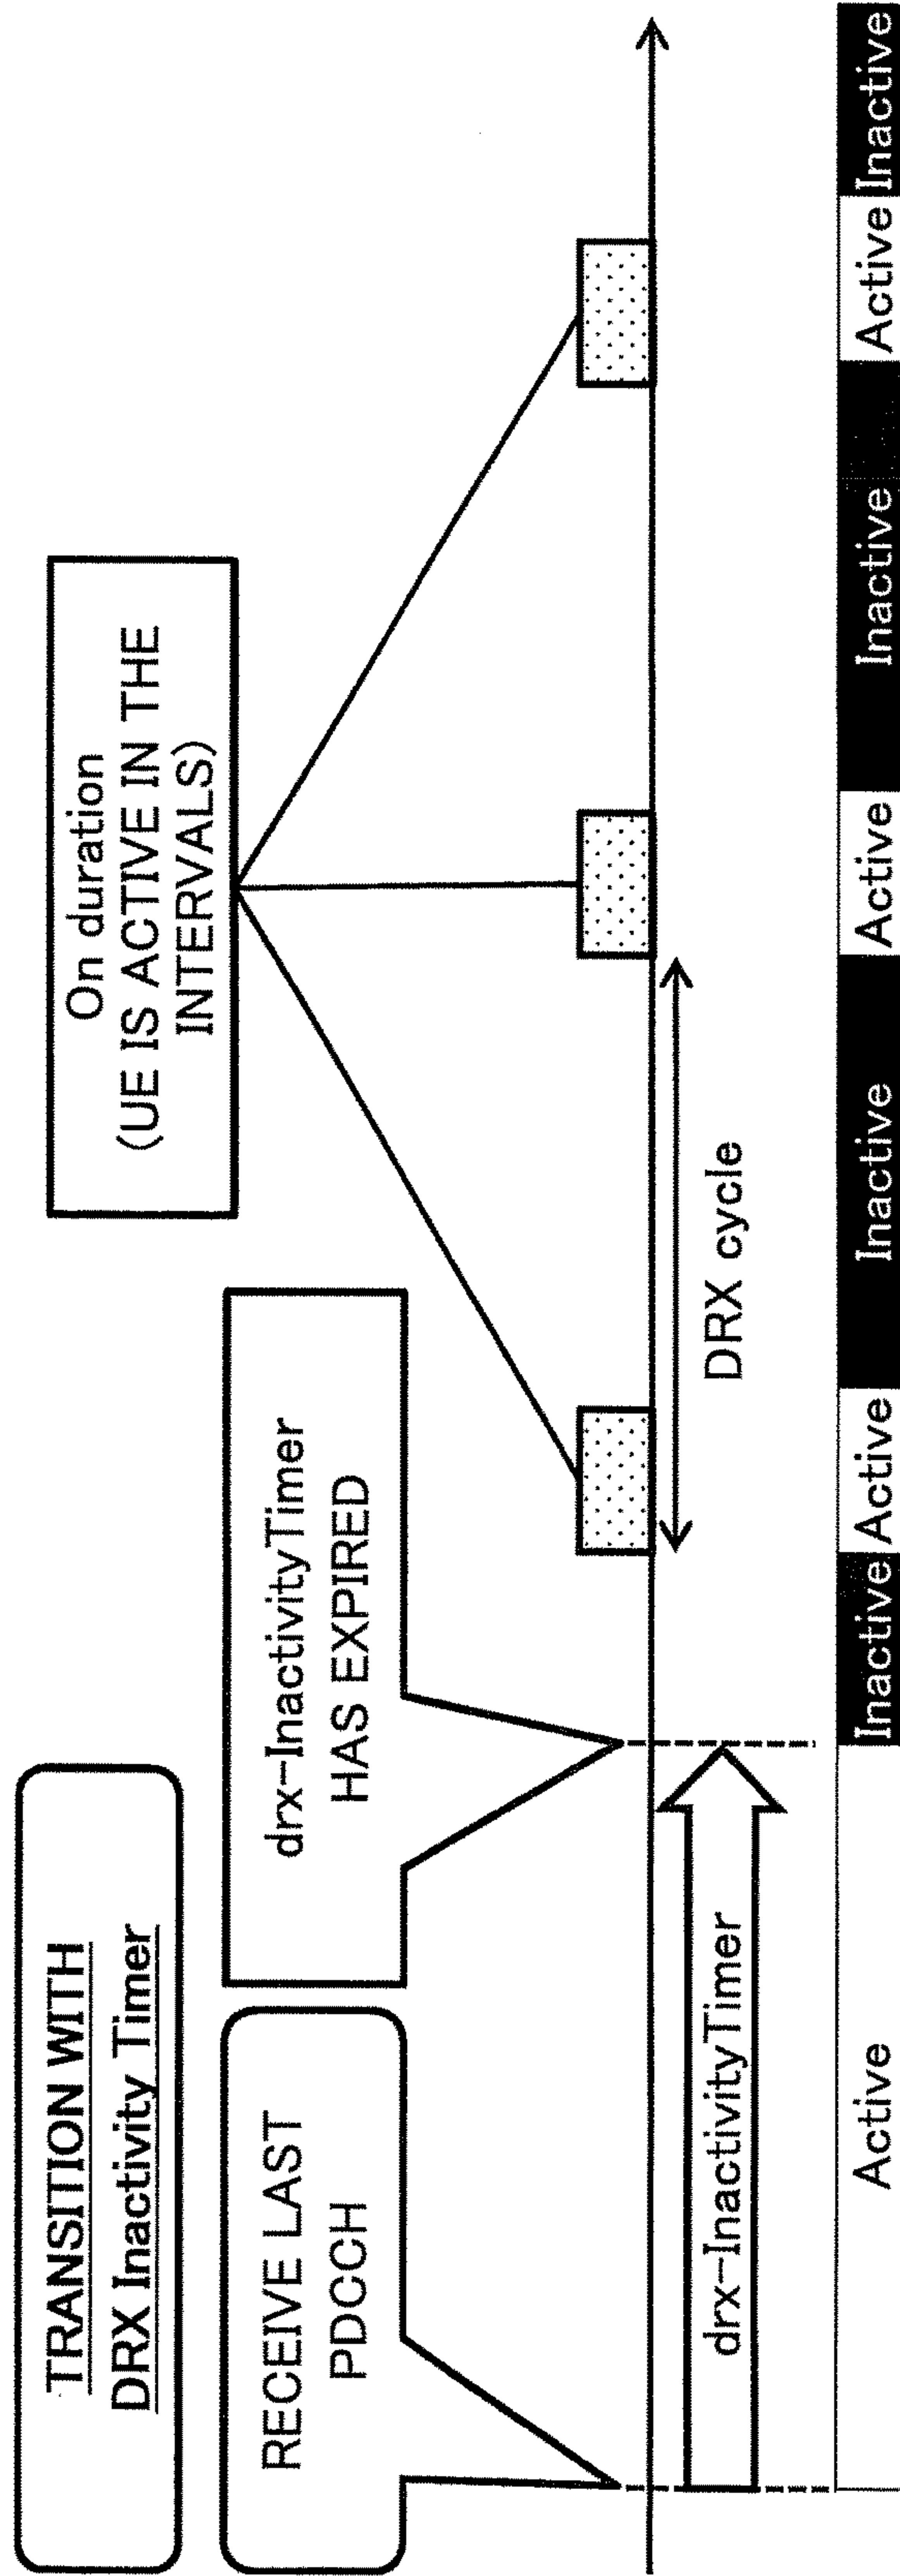 TRANSITION WITH
DRX Inactivity Timer
RECEIVE LAST
PDCCH
drx-InactivityTimer
HAS EXPIRED
On duration
(UE IS ACTIVE IN THE
INTERVALS)
drx-InactivityTimer
DRX cycle
Active
Inactive
Active
Inactive
Active
Inactive
Active
Inactive